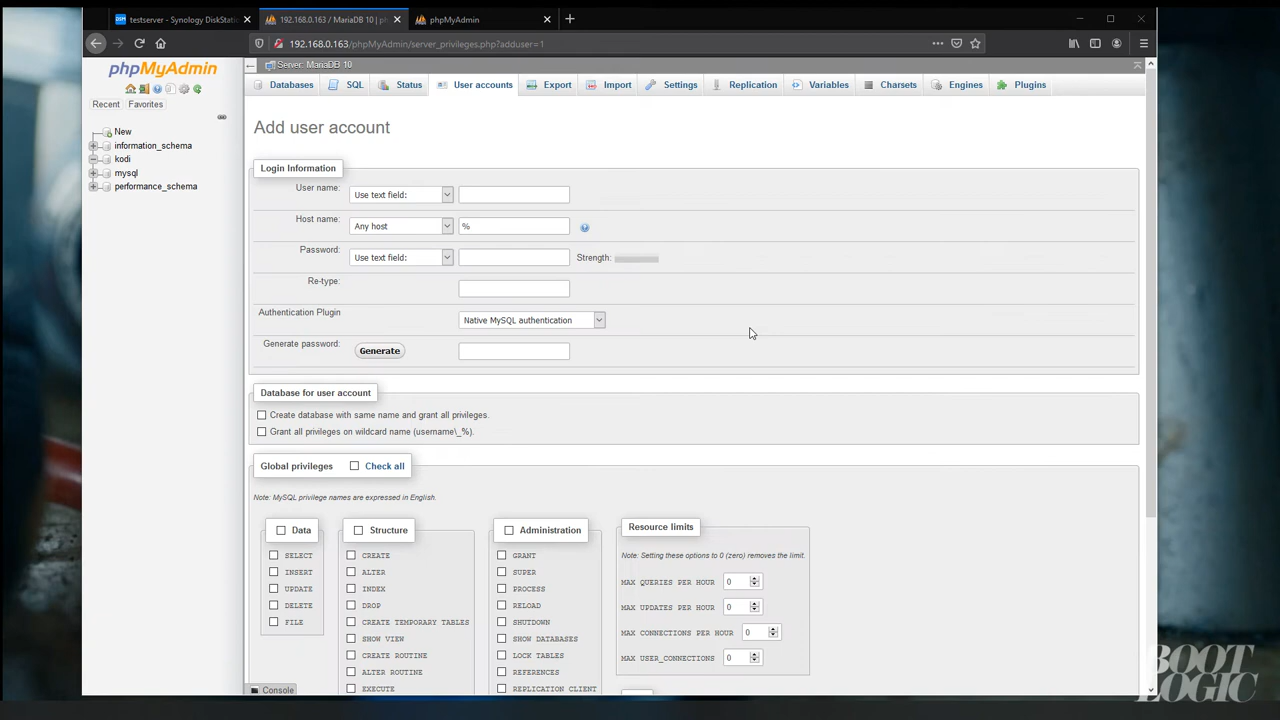 testserver - Synology DiskStati
192.168.0.163 / MariaDB 10 | ph
phpMyAdmin
192.168.0.163/phpMyAdmin/server_privileges.php?adduser=1
phpMyAdmin
Recent
Favorites
New
information_schema
kodi
mysql
performance_schema
Server: MariaDB 10
Databases
SQL
Status
User accounts
Export
Import
Settings
Replication
Variables
Charsets
Engines
Plugins
Add user account
Login Information
User name:
Use text field:
Host name:
Any host
%
Password:
Use text field:
Strength:
Re-type:
Authentication Plugin
Native MySQL authentication
Generate password:
Generate
Database for user account
Create database with same name and grant all privileges.
Grant all privileges on wildcard name (username\_%).
Global privileges
Check all
Note: MySQL privilege names are expressed in English.
Data
SELECT
INSERT
UPDATE
DELETE
FILE
Structure
CREATE
ALTER
INDEX
DROP
CREATE TEMPORARY TABLES
SHOW VIEW
CREATE ROUTINE
ALTER ROUTINE
EXECUTE
Administration
GRANT
SUPER
PROCESS
RELOAD
SHUTDOWN
SHOW DATABASES
LOCK TABLES
REFERENCES
REPLICATION CLIENT
Resource limits
Note: Setting these options to 0 (zero) removes the limit.
MAX QUERIES PER HOUR 0
MAX UPDATES PER HOUR 0
MAX CONNECTIONS PER HOUR 0
MAX USER_CONNECTIONS 0
Console
BOOT
LOGIC